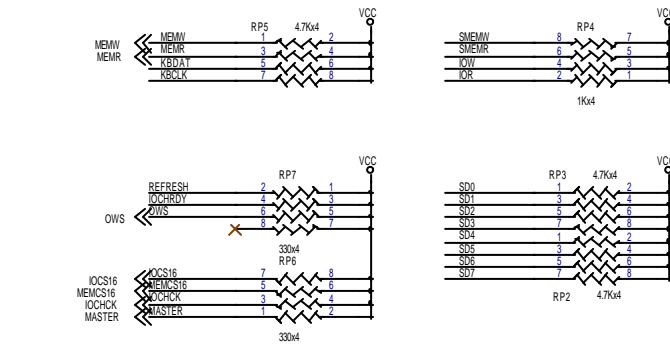 VCC
RP5 4.7Kx4
MEMW MEMW 1 2
MEMR MEMR 3 4
KBDAT 5 6
KBCLK 7 8
VCC
RP4
SMEMW 8 7
SMEMR 6 5
IOW 4 3
IOR 2 1
1Kx4
VCC
RP7
REFRESH 2 1
IOCHRDY 4 3
OWS OWS 6 5
8 7
330x4
RP6
IOCS16 IOCS16 7 8
MEMCS16 MEMCS16 5 6
IOCHCK IOCHCK 3 4
MASTER MASTER 1 2
330x4
VCC
RP3 4.7Kx4
SD0 1 2
SD1 3 4
SD2 5 6
SD3 7 8
SD4 1 2
SD5 3 4
SD6 5 6
SD7 7 8
RP2 4.7Kx4